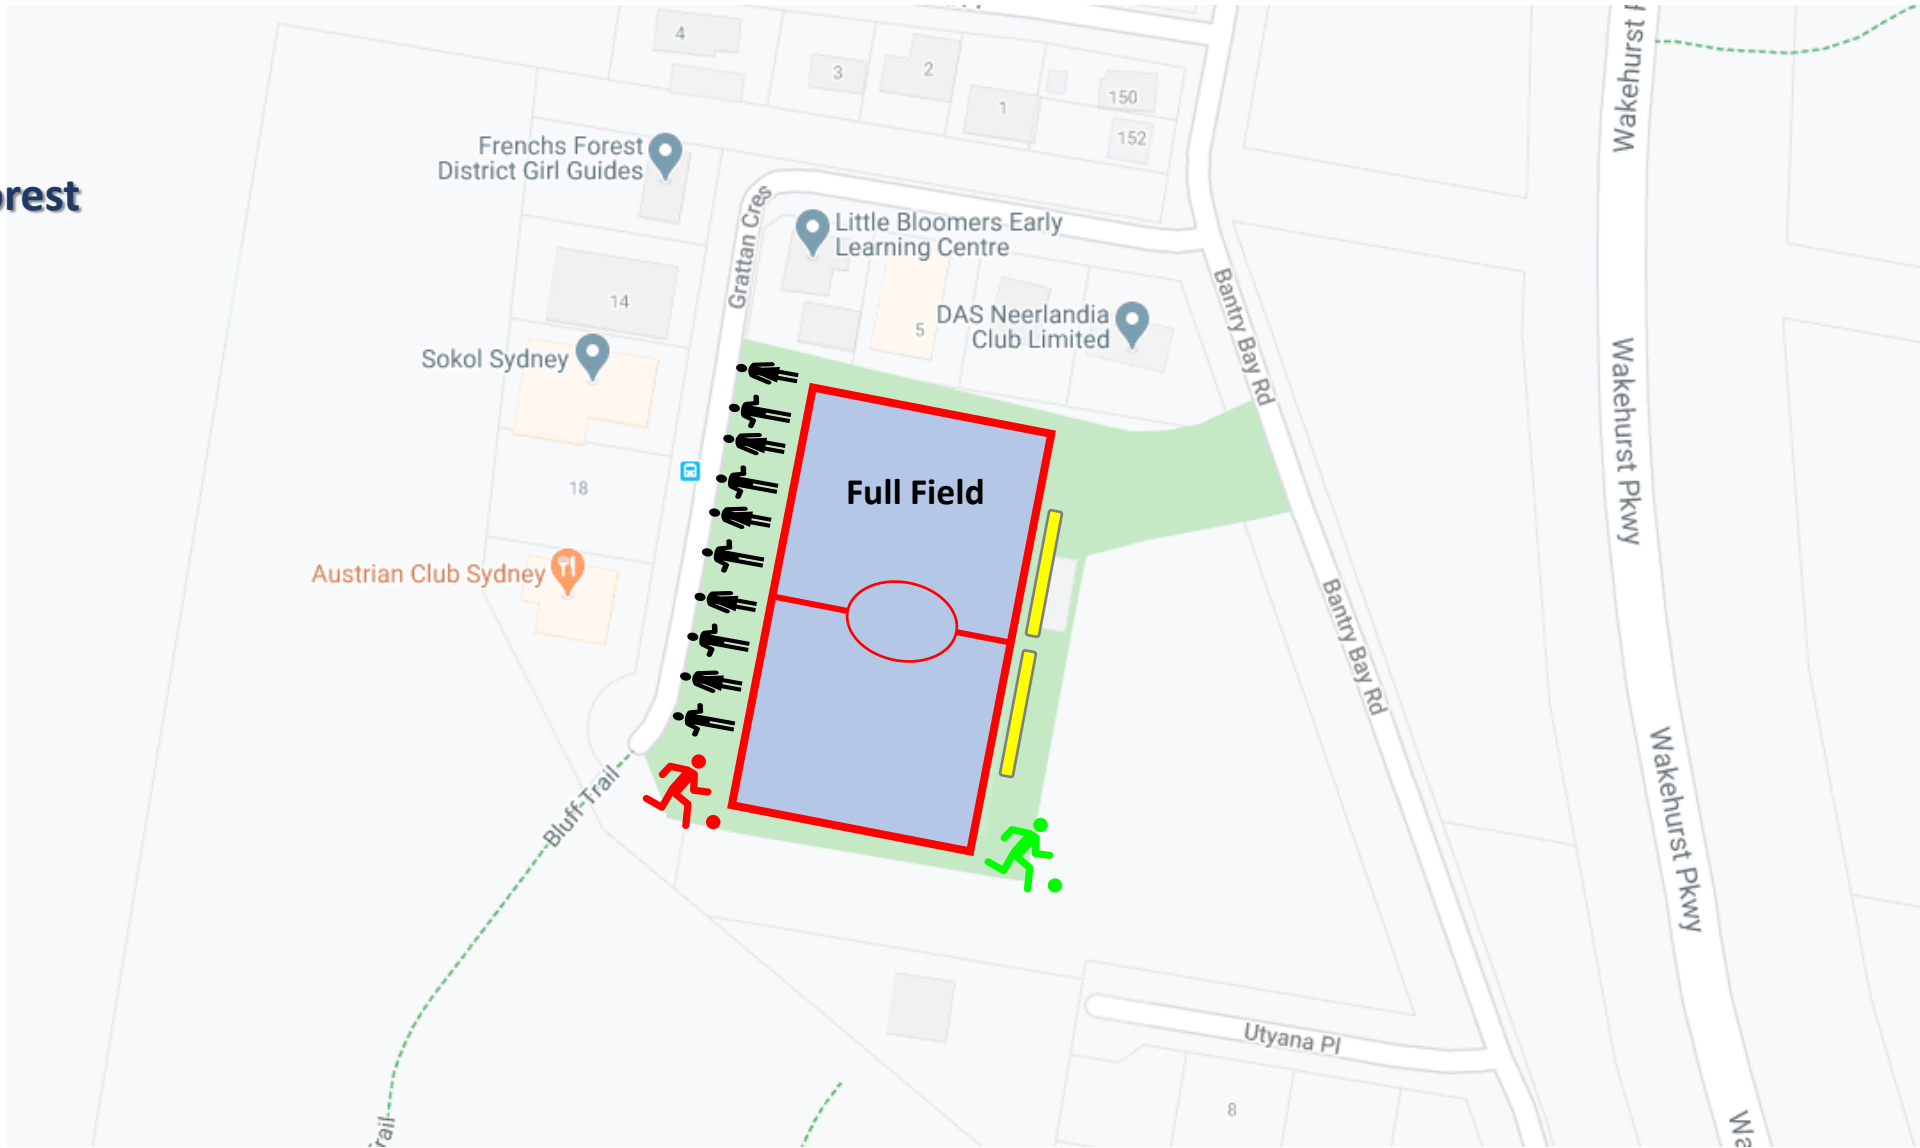 4
3
2
1
150
152
Frenchs Forest
District Girl Guides
Grattan Cres
Little Bloomers Early
Learning Centre
14
5
DAS Neerlandia
Club Limited
Sokol Sydney
Bantry Bay Rd
Wakehurst Pkwy
18
Full Field
Austrian Club Sydney
Bantry Bay Rd
Bluff Trail
Wakehurst Pkwy
Utyana Pl
8